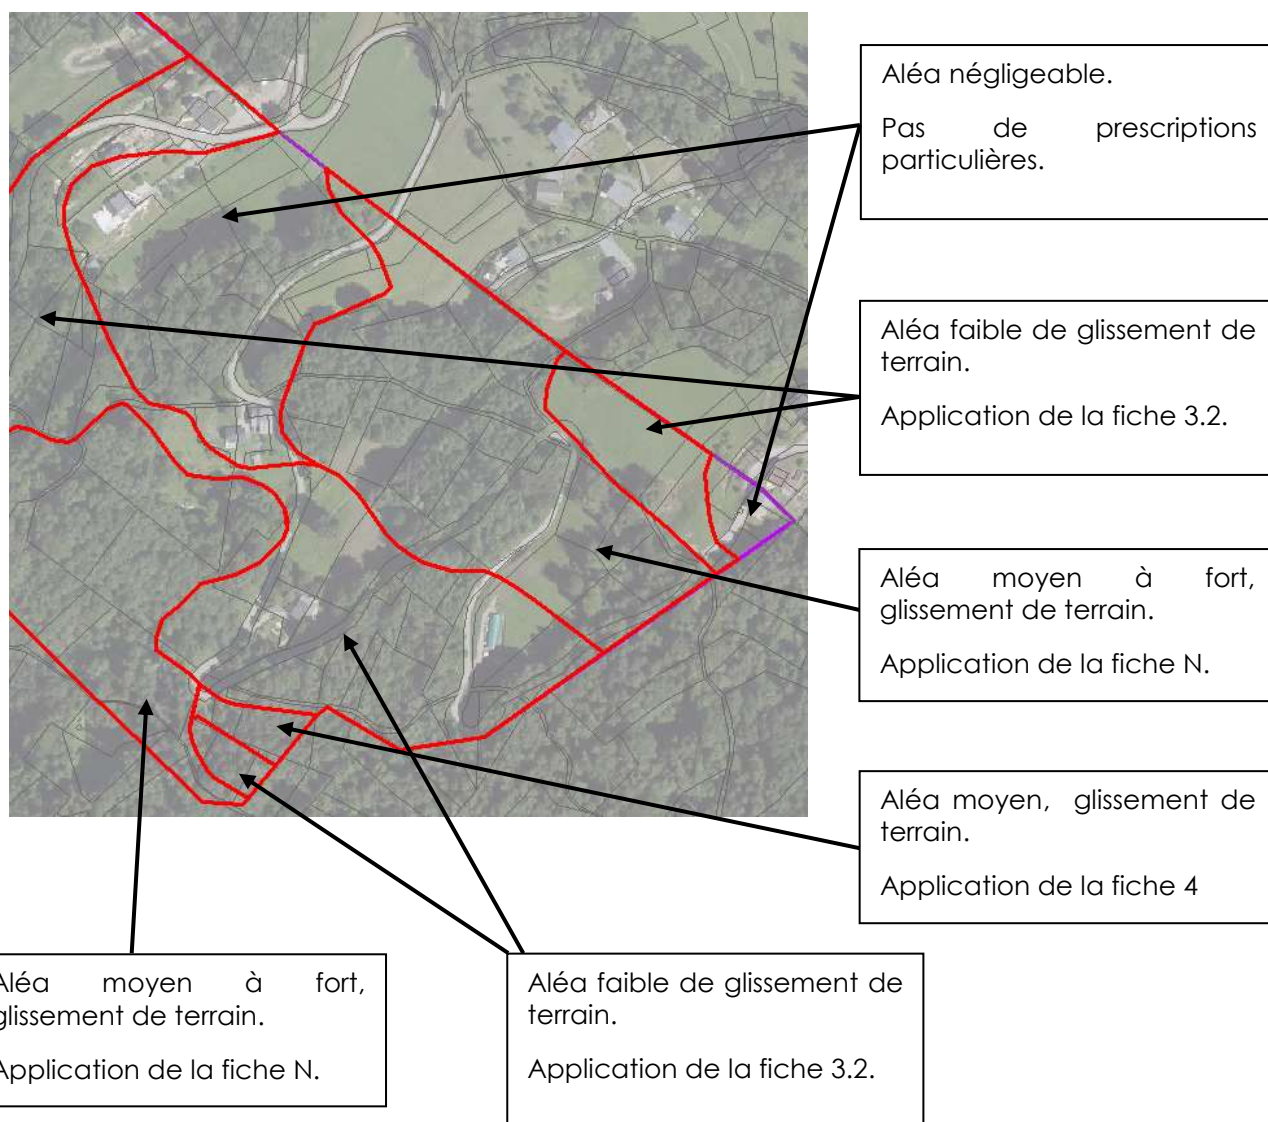 Aléa négligeable.
Pas de prescriptions
particulières.
Aléa faible de glissement de
terrain.
Application de la fiche 3.2.
Aléa moyen à fort,
glissement de terrain.
Application de la fiche N.
Aléa moyen, glissement de
terrain.
Application de la fiche 4
Aléa moyen à fort,
glissement de terrain.
Application de la fiche N.
Aléa faible de glissement de
terrain.
Application de la fiche 3.2.